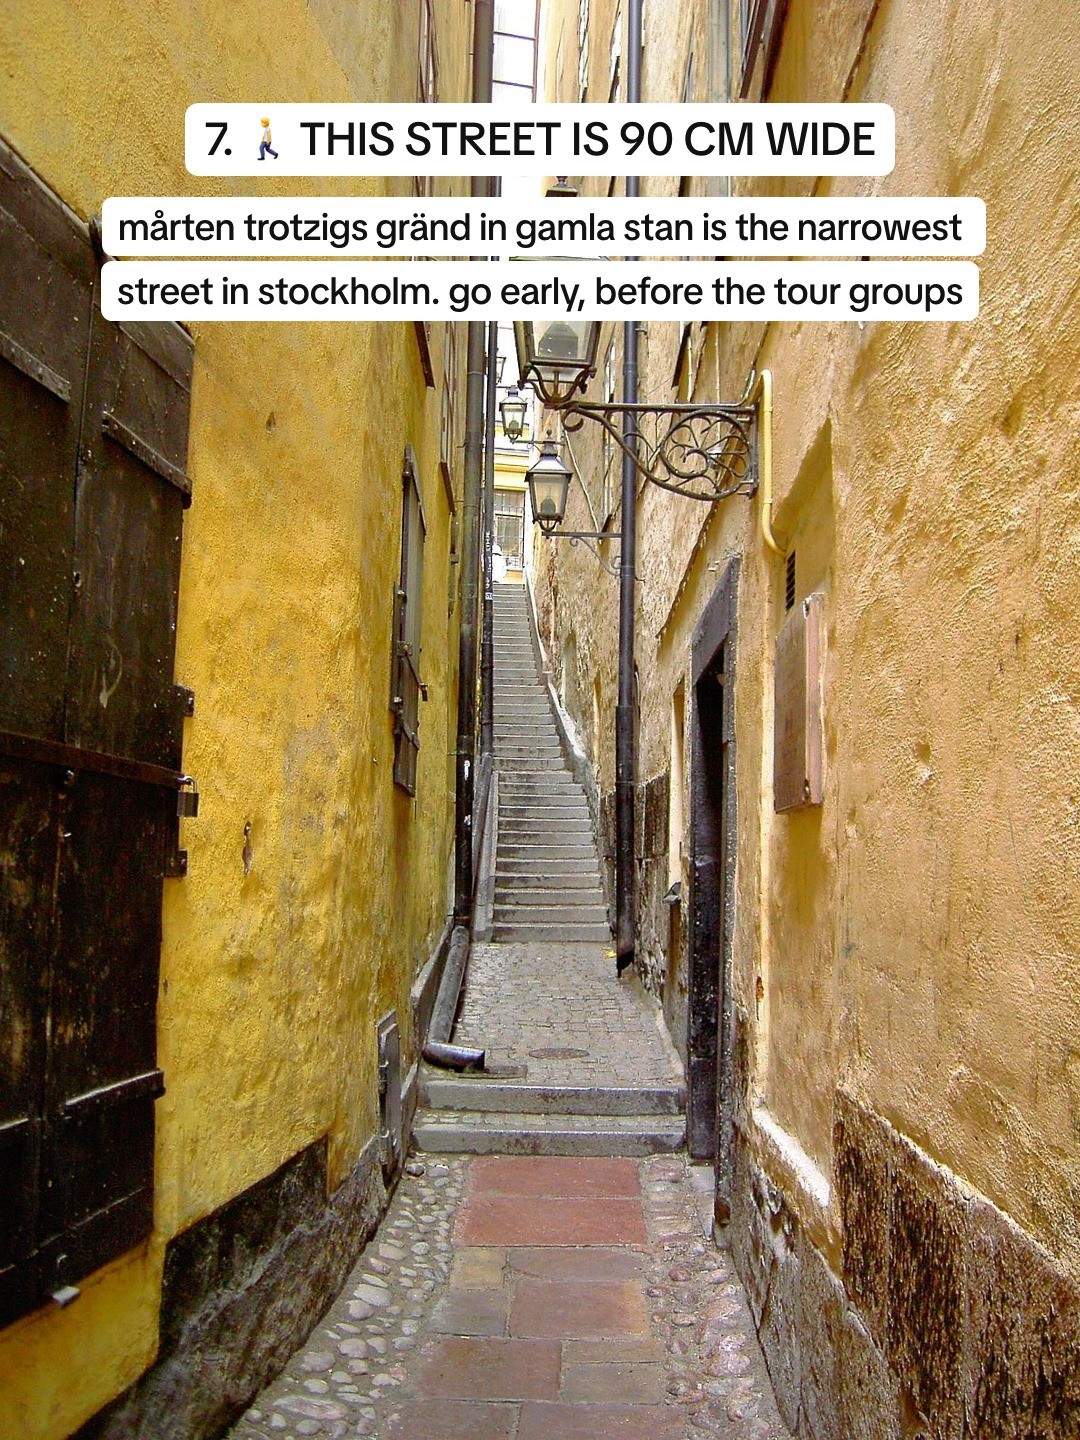 7. 🚶 THIS STREET IS 90 CM WIDE
mårten trotzigs gränd in gamla stan is the narrowest
street in stockholm. go early, before the tour groups